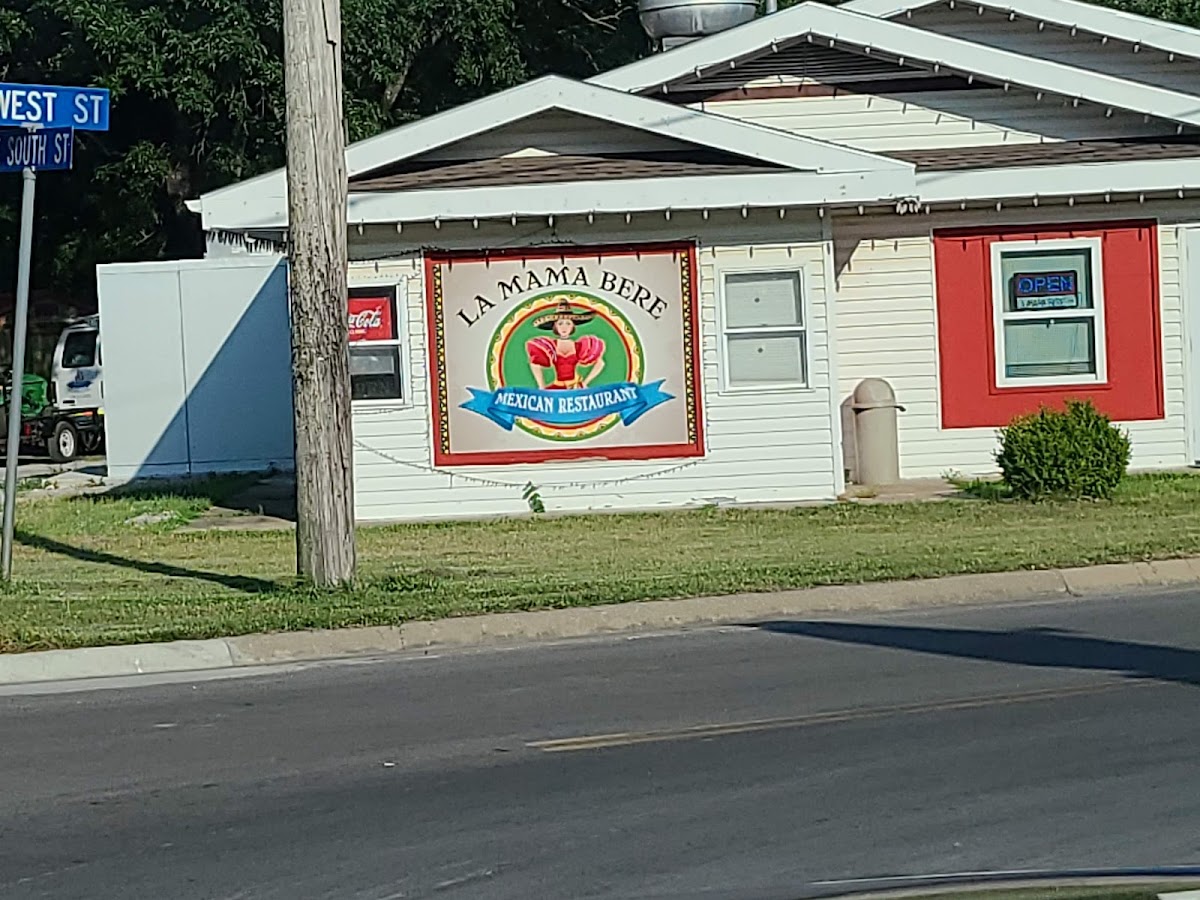 WEST ST
SOUTH ST
Coca-Cola
LA MAMA BERE
MEXICAN RESTAURANT
OPEN